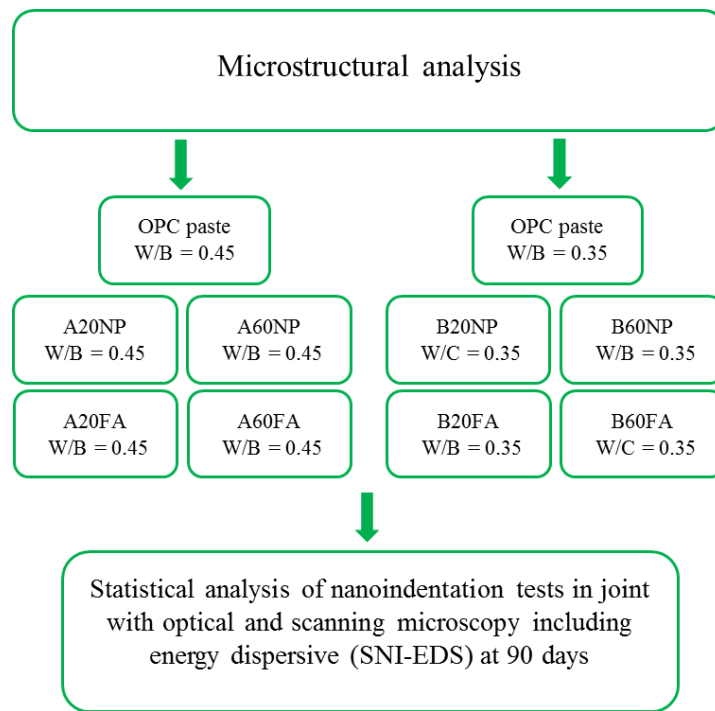 Microstructural analysis
OPC paste
W/B = 0.45
OPC paste
W/B = 0.35
A20NP
W/B = 0.45
A60NP
W/B = 0.45
B20NP
W/C = 0.35
B60NP
W/B = 0.35
A20FA
W/B = 0.45
A60FA
W/B = 0.45
B20FA
W/B = 0.35
B60FA
W/C = 0.35
Statistical analysis of nanoindentation tests in joint
with optical and scanning microscopy including
energy dispersive (SNI-EDS) at 90 days